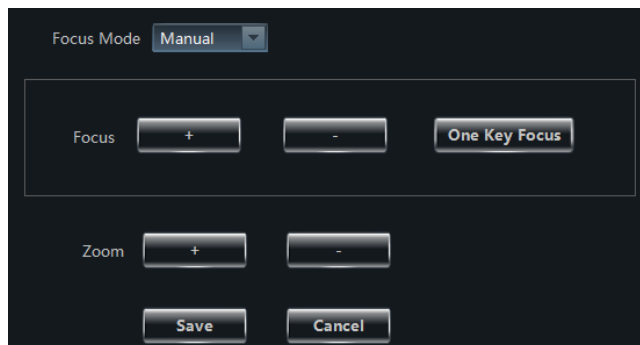 Focus Mode Manual
Focus + - One Key Focus
Zoom + -
Save Cancel